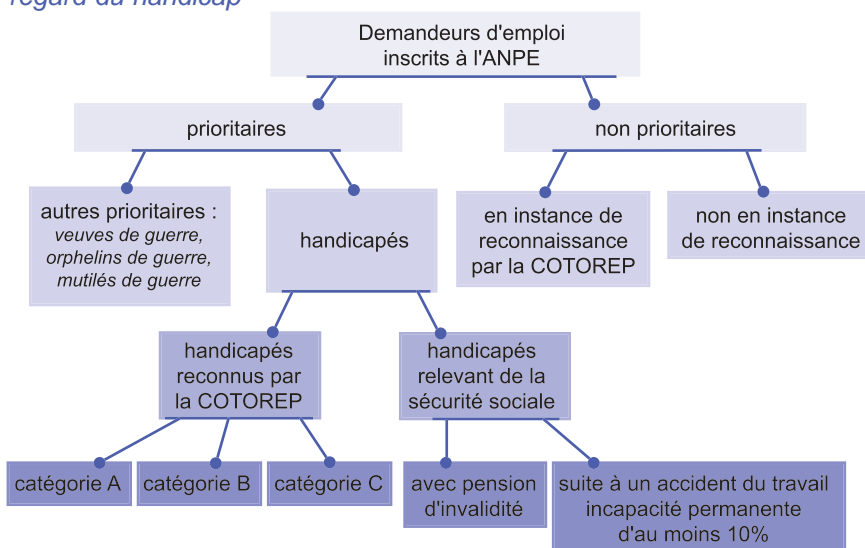 regard du handicap
Demandeurs d'emploi
inscrits à l'ANPE
prioritaires
non prioritaires
autres prioritaires :
veuves de guerre,
orphelins de guerre,
mutilés de guerre
handicapés
en instance de
reconnaissance
par la COTOREP
non en instance
de reconnaissance
handicapés
reconnus par
la COTOREP
handicapés
relevant de la
sécurité sociale
catégorie A
catégorie B
catégorie C
avec pension
d'invalidité
suite à un accident du travail
incapacité permanente
d'au moins 10%